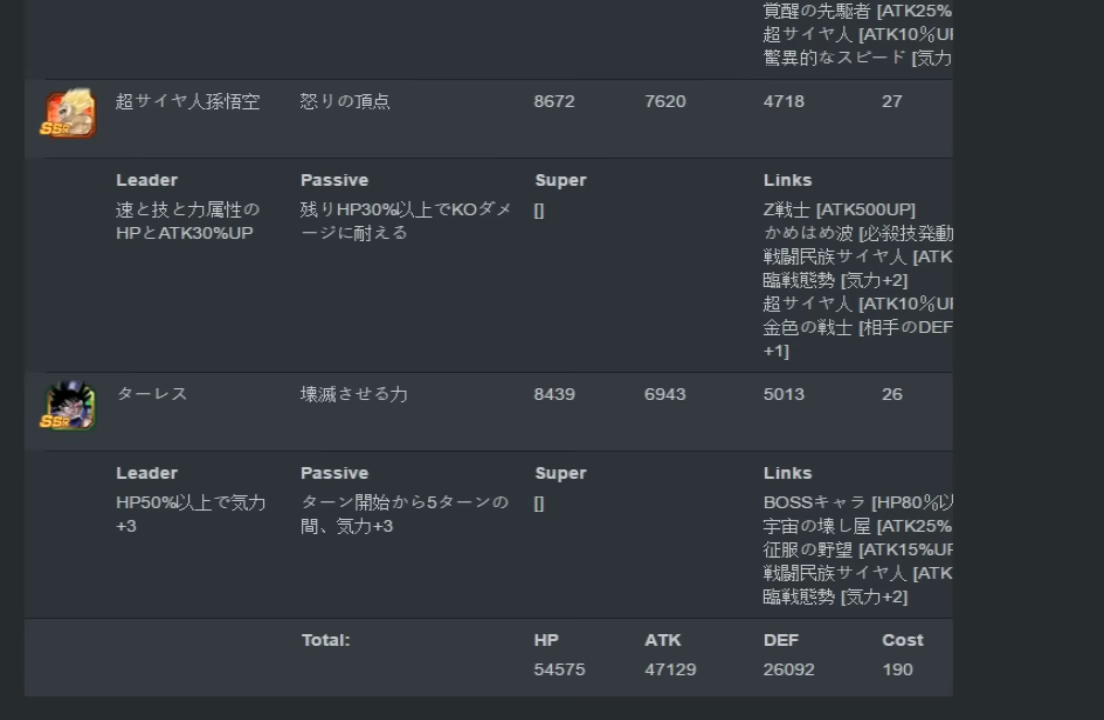 覚醒の先駆者 [ATK25%
超サイヤ人 [ATK10%UP
驚異的なスピード [気力
SSR
超サイヤ人孫悟空 怒りの頂点 8672 7620 4718 27
Leader Passive Super Links
速と技と力属性の 残りHP30%以上でKOダメ [] Z戦士 [ATK500UP]
HPとATK30%UP ージに耐える かめはめ波 [必殺技発動
戦闘民族サイヤ人 [ATK
臨戦態勢 [気力+2]
超サイヤ人 [ATK10%UP
金色の戦士 [相手のDEF
+1]
SSR
ターレス 壊滅させる力 8439 6943 5013 26
Leader Passive Super Links
HP50%以上で気力 ターン開始から5ターンの [] BOSSキャラ [HP80%以
+3 間、気力+3 宇宙の壊し屋 [ATK25%
征服の野望 [ATK15%UP
戦闘民族サイヤ人 [ATK
臨戦態勢 [気力+2]
Total: HP ATK DEF Cost
54575 47129 26092 190